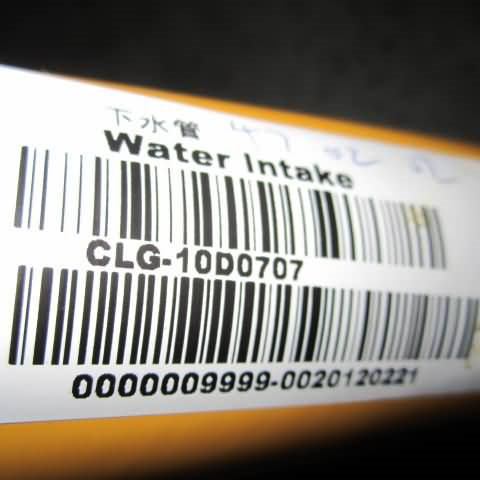 下水管
Water Intake
CLG-10D0707
0000009999-0020120221